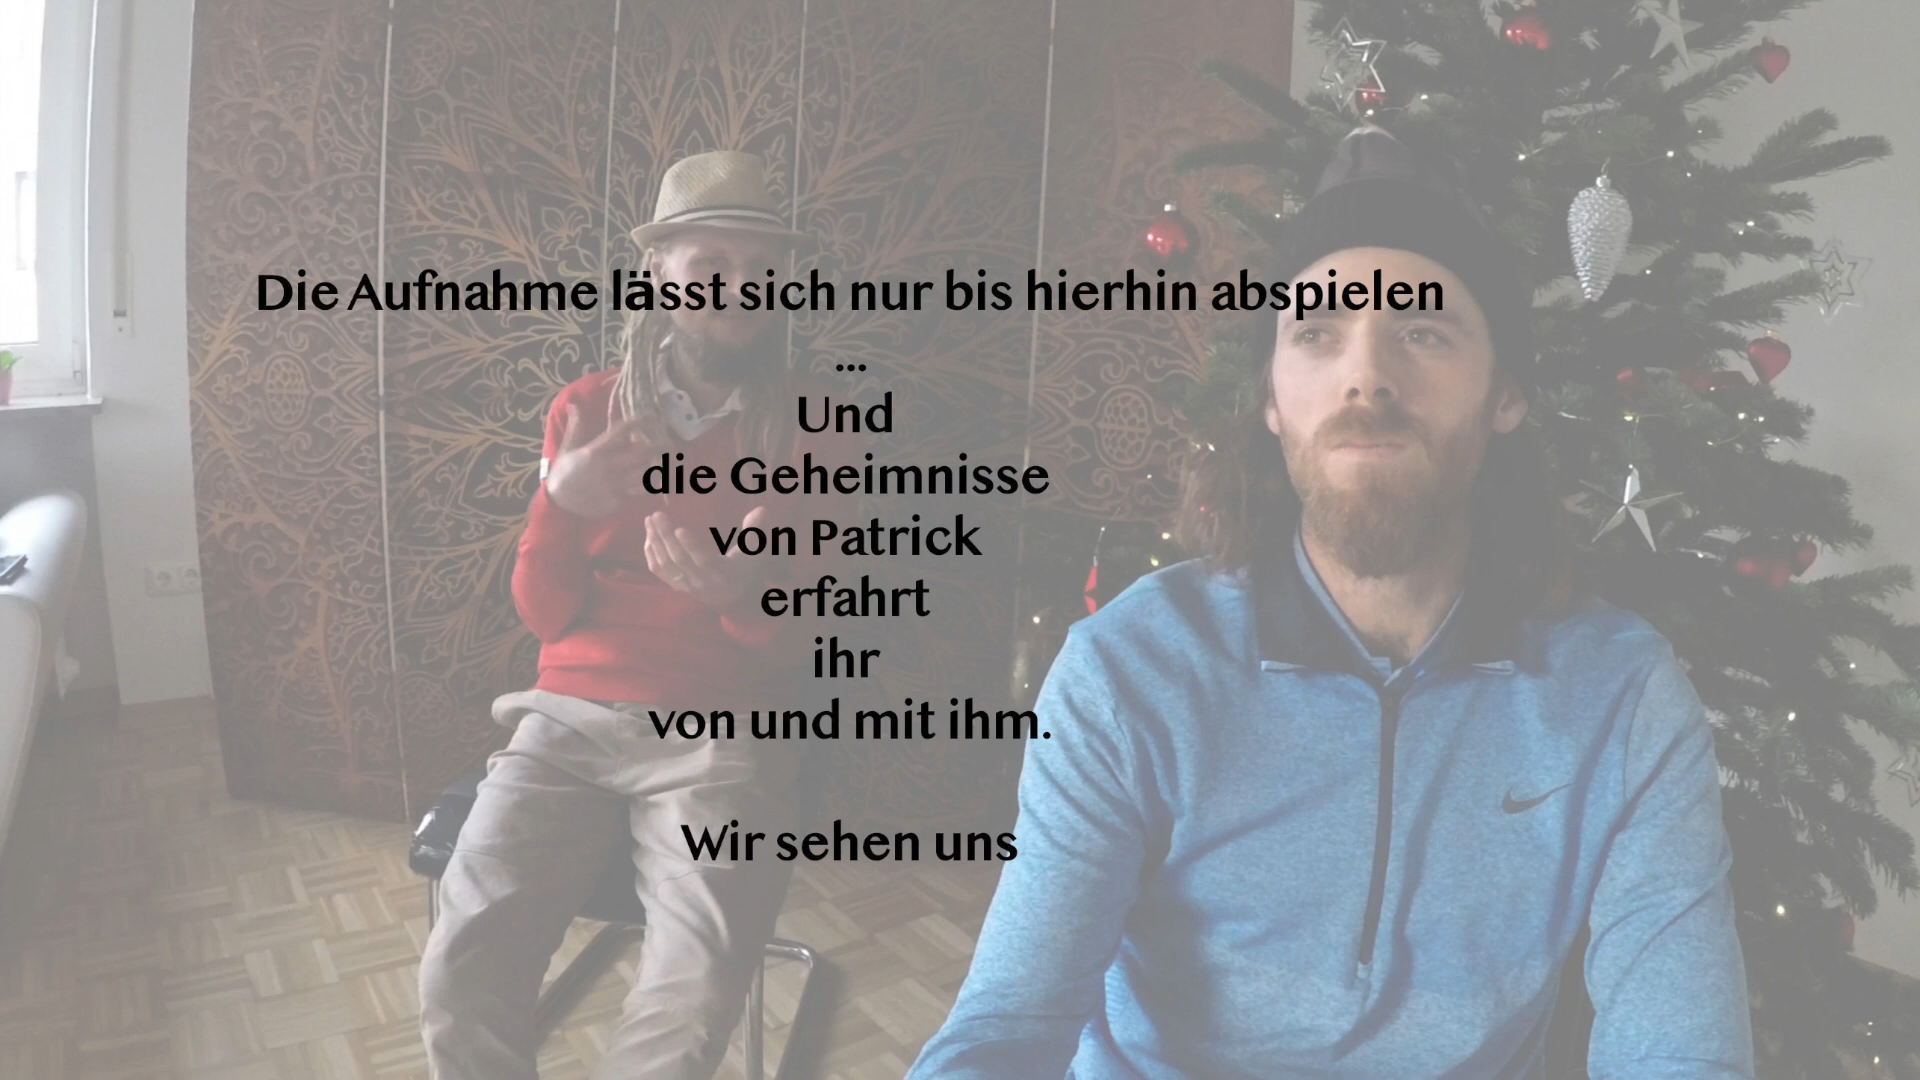 Die Aufnahme lässt sich nur bis hierhin abspielen
...
Und
die Geheimnisse
von Patrick
erfahrt
ihr
von und mit ihm.
Wir sehen uns